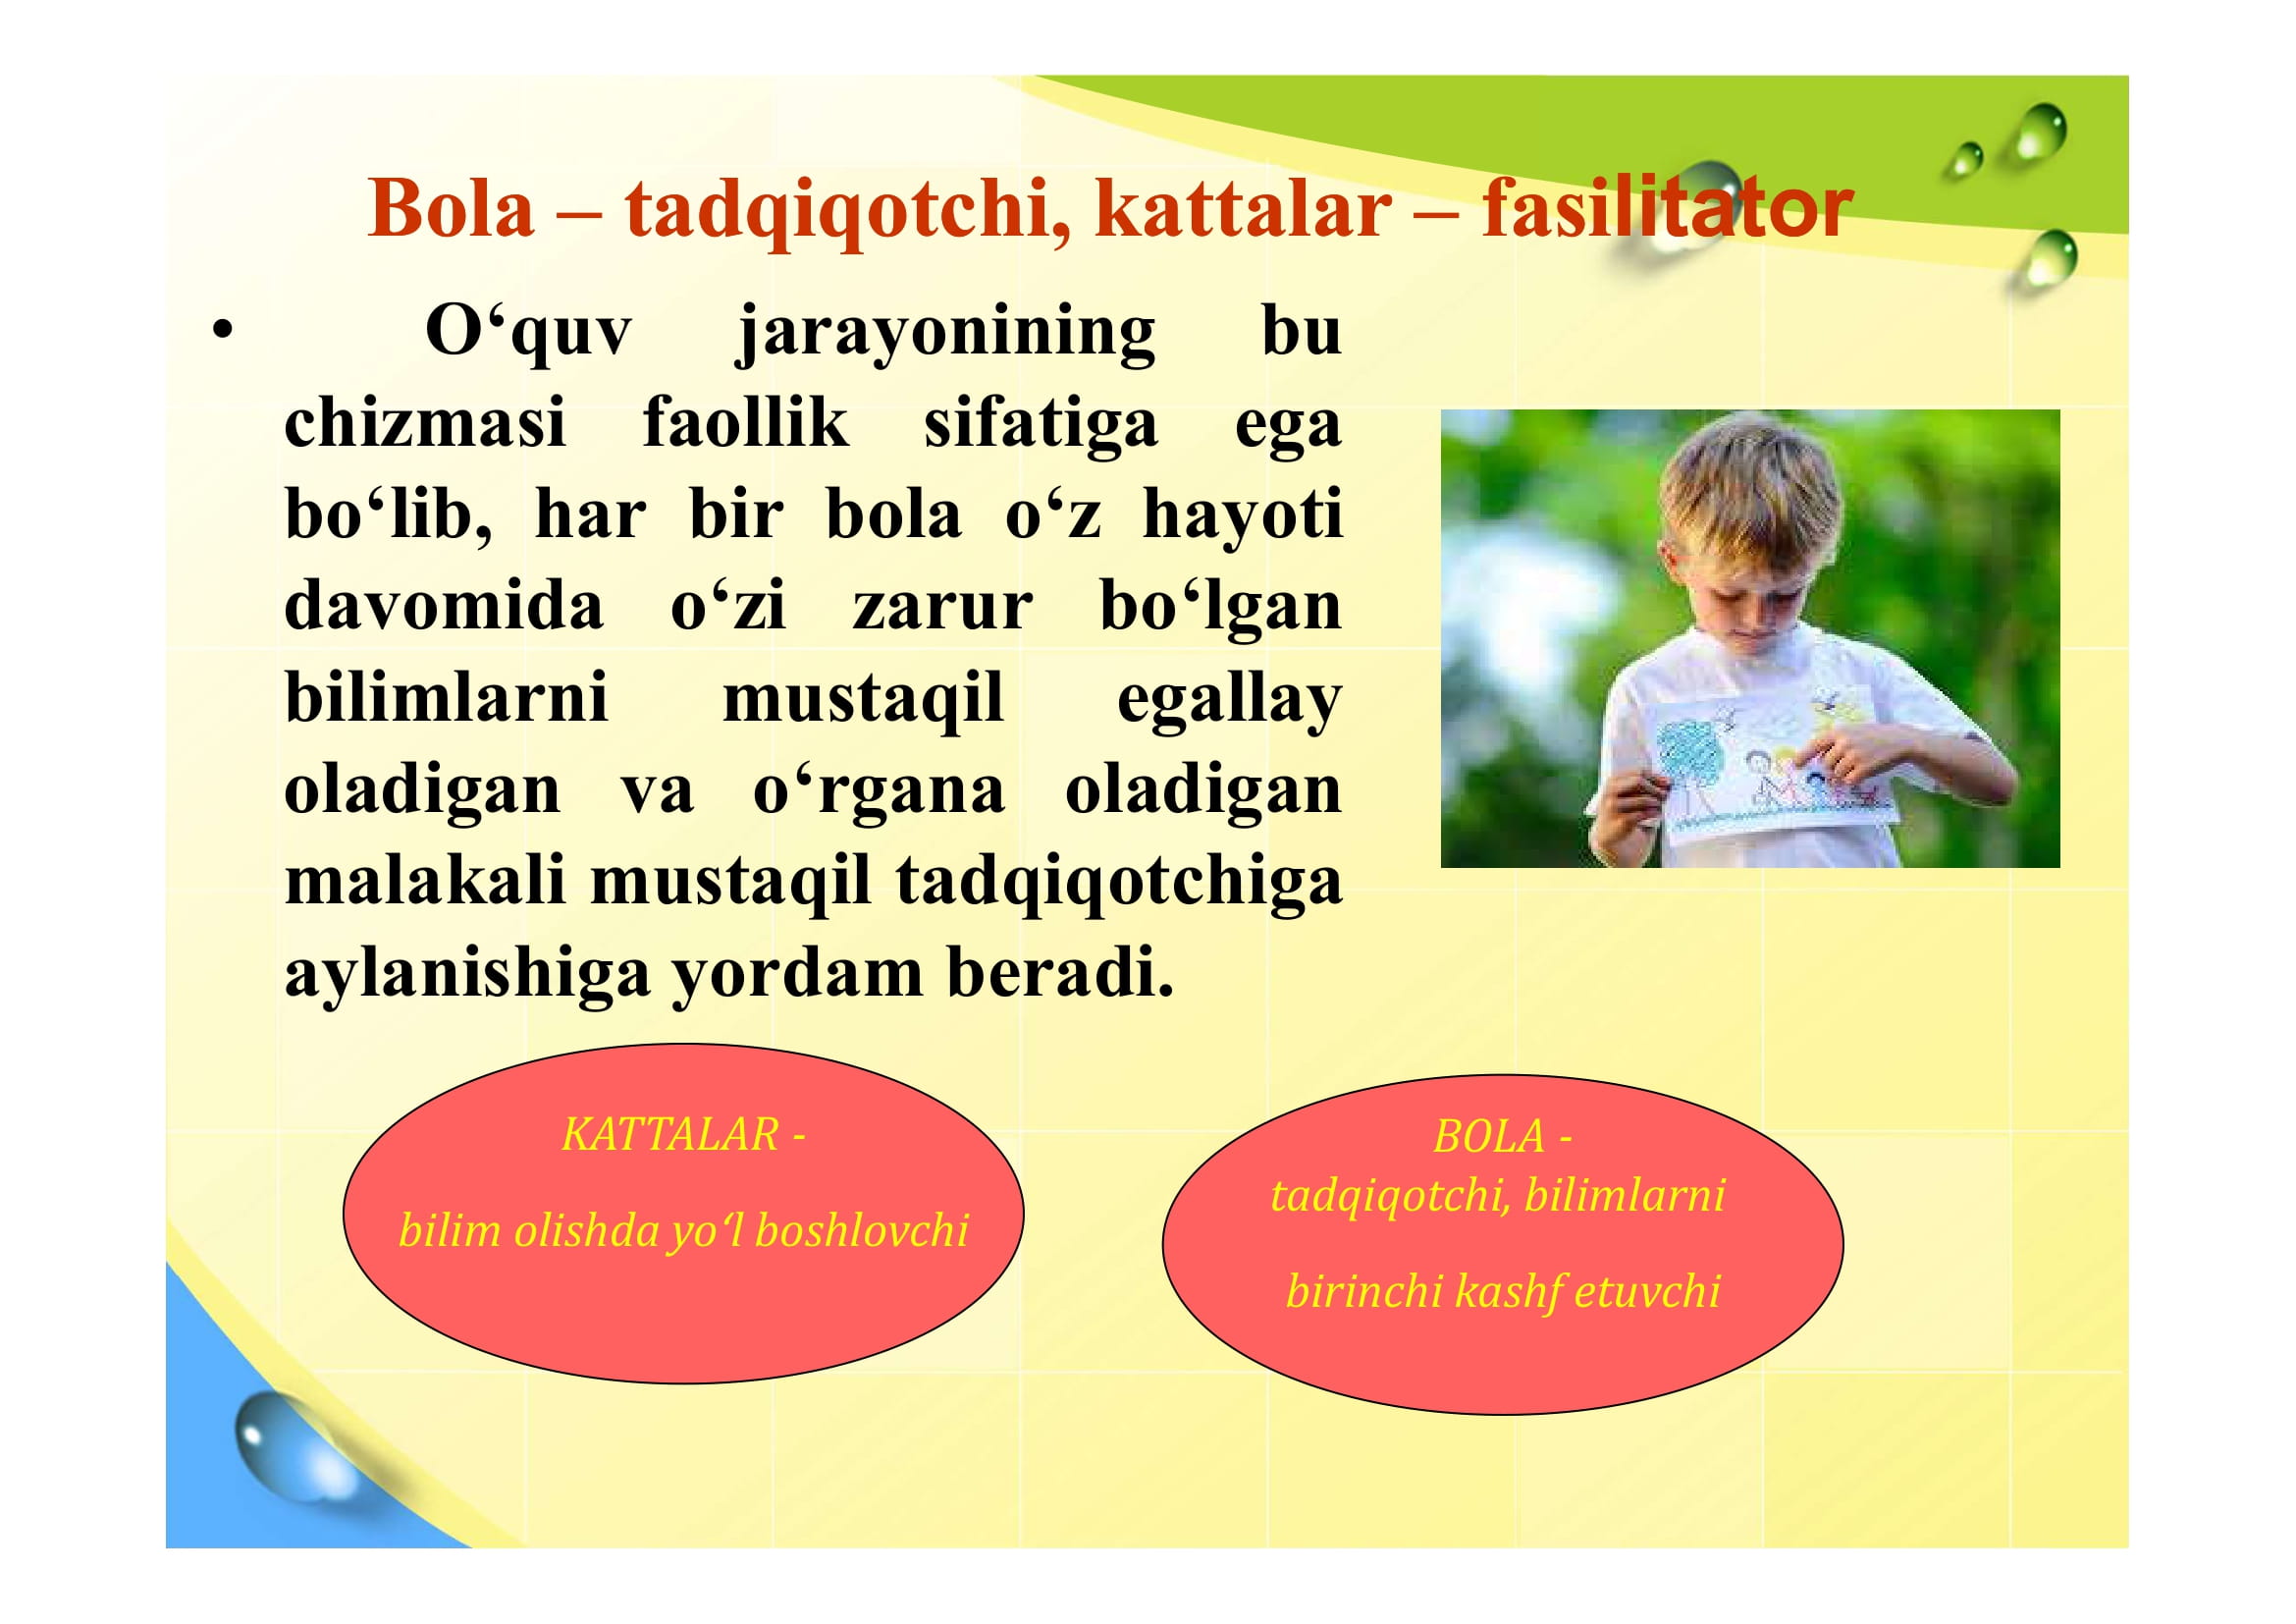 Bola – tadqiqotchi, kattalar – fasilitator
• O‘quv jarayonining bu
chizmasi faollik sifatiga ega
bo‘lib, har bir bola o‘z hayoti
davomida o‘zi zarur bo‘lgan
bilimlarni mustaqil egallay
oladigan va o‘rgana oladigan
malakali mustaqil tadqiqotchiga
aylanishiga yordam beradi.
KATTALAR -
bilim olishda yo‘l boshlovchi
BOLA -
tadqiqotchi, bilimlarni
birinchi kashf etuvchi